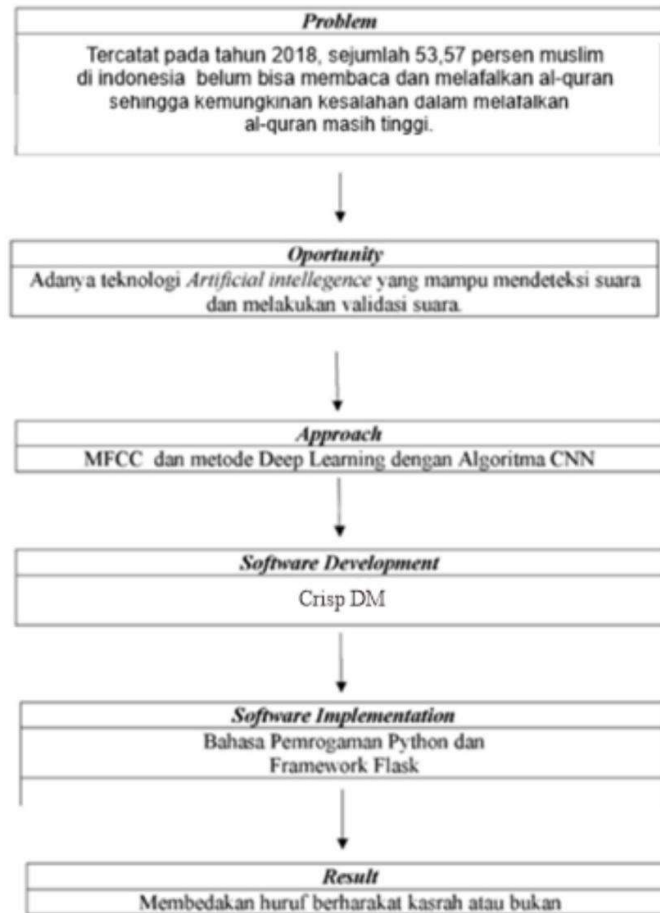 Problem
Tercatat pada tahun 2018, sejumlah 53,57 persen muslim
di indonesia belum bisa membaca dan melafalkan al-quran
sehingga kemungkinan kesalahan dalam melafalkan
al-quran masih tinggi.
Oportunity
Adanya teknologi Artificial intellegence yang mampu mendeteksi suara
dan melakukan validasi suara.
Approach
MFCC dan metode Deep Learning dengan Algoritma CNN
Software Development
Crisp DM
Software Implementation
Bahasa Pemrogaman Python dan
Framework Flask
Result
Membedakan huruf berharakat kasrah atau bukan